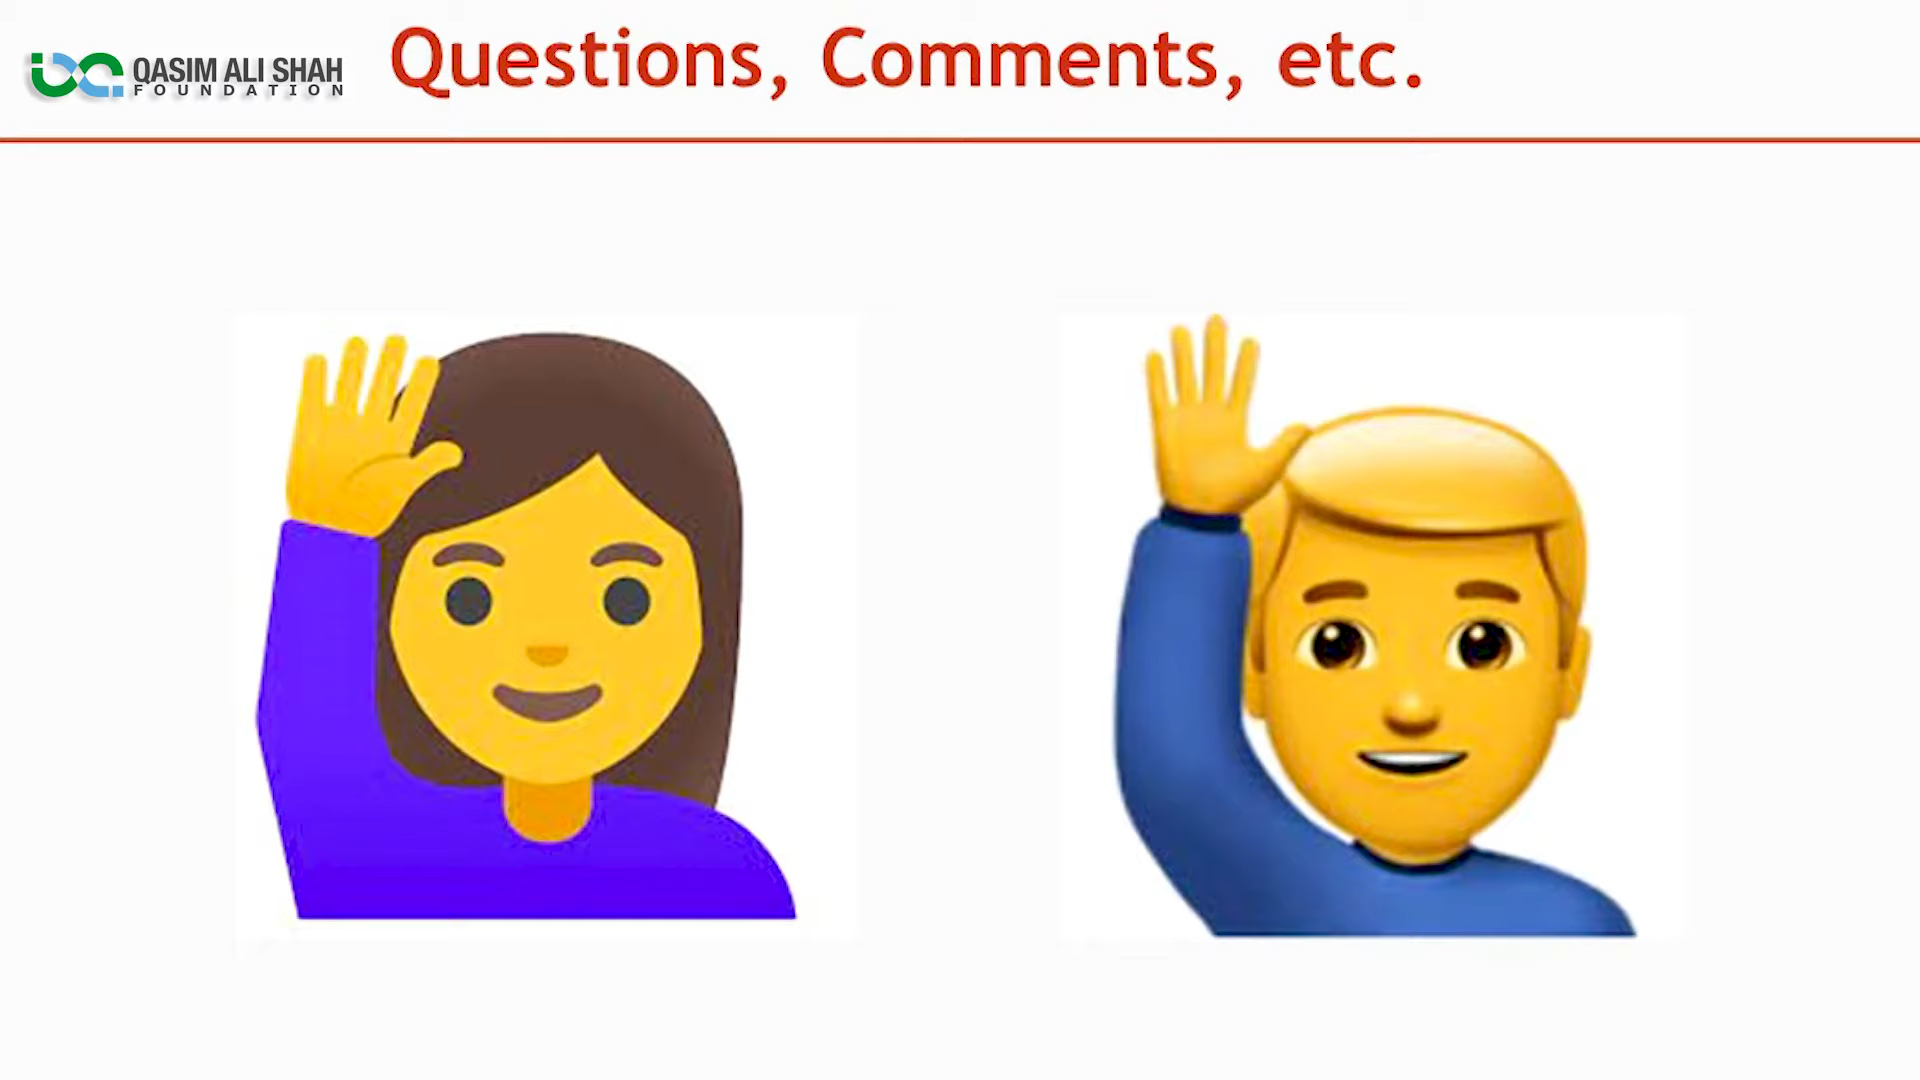 QASIM ALI SHAH
FOUNDATION
Questions, Comments, etc.